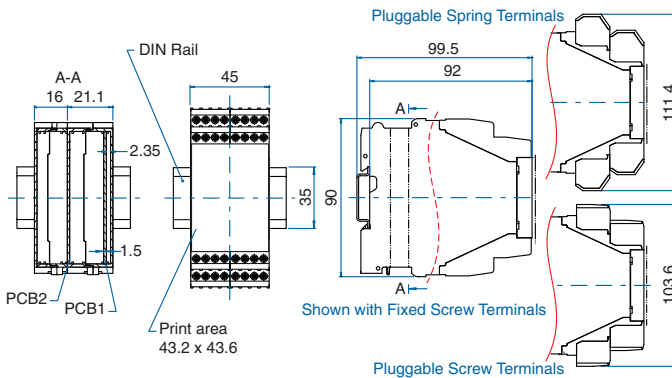 Pluggable Spring Terminals
DIN Rail
A-A
16
21.1
45
99.5
92
A
2.35
35
90
111.4
1.5
A
PCB2
PCB1
Shown with Fixed Screw Terminals
Print area
43.2 x 43.6
103.6
Pluggable Screw Terminals